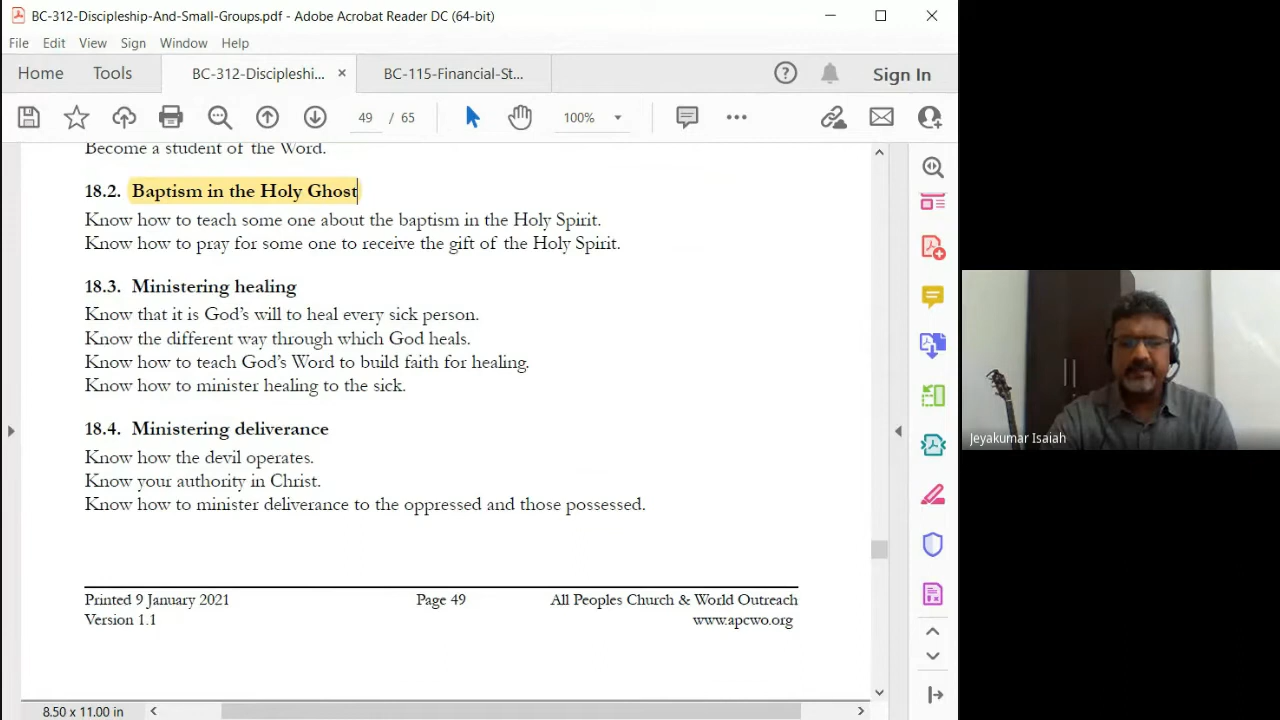 BC-312-Discipleship-And-Small-Groups.pdf - Adobe Acrobat Reader DC (64-bit)
File Edit View Sign Window Help
Home Tools BC-312-Discipleshi... BC-115-Financial-St... Sign In
49 / 65 100%
Become a student of the Word.
18.2. Baptism in the Holy Ghost
Know how to teach some one about the baptism in the Holy Spirit.
Know how to pray for some one to receive the gift of the Holy Spirit.
18.3. Ministering healing
Know that it is God's will to heal every sick person.
Know the different way through which God heals.
Know how to teach God's Word to build faith for healing.
Know how to minister healing to the sick.
18.4. Ministering deliverance
Know how the devil operates.
Know your authority in Christ.
Know how to minister deliverance to the oppressed and those possessed.
Printed 9 January 2021 Page 49 All Peoples Church & World Outreach
Version 1.1 www.apcwo.org
8.50 x 11.00 in
Jeyakumar Isaiah